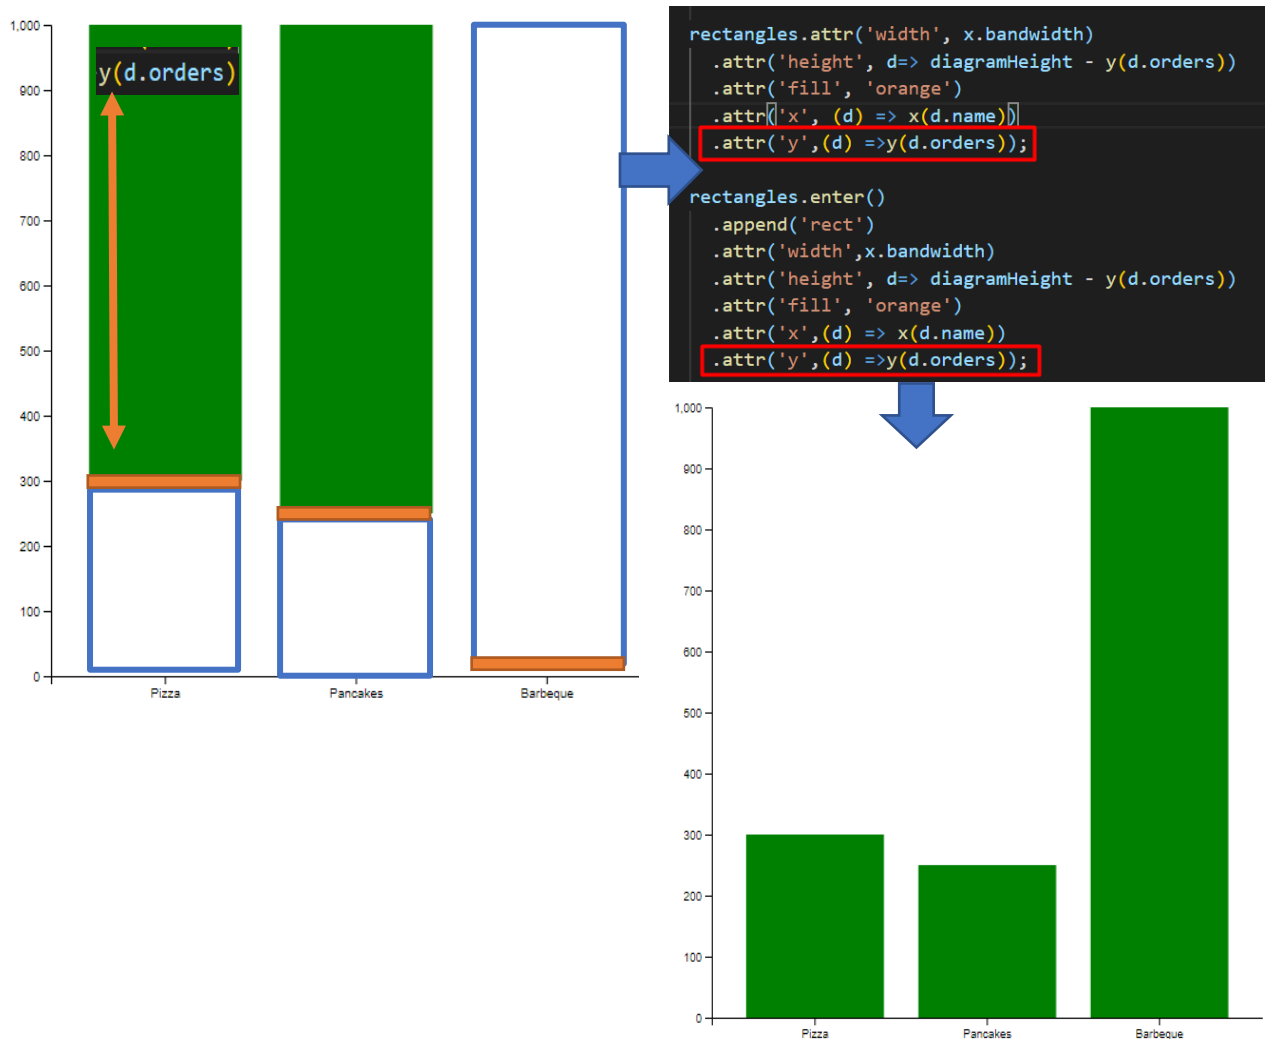 1,000
y(d.orders)
900
800
700
600
500
400
300
200
100
0
Pizza Pancakes Barbeque
rectangles.attr('width', x.bandwidth)
.attr('height', d=> diagramHeight - y(d.orders))
.attr('fill', 'orange')
.attr('x', (d) => x(d.name))
.attr('y',(d) =>y(d.orders));
rectangles.enter()
.append('rect')
.attr('width',x.bandwidth)
.attr('height', d=> diagramHeight - y(d.orders))
.attr('fill', 'orange')
.attr('x',(d) => x(d.name))
.attr('y',(d) =>y(d.orders));
1,000
900
800
700
600
500
400
300
200
100
0
Pizza Pancakes Barbeque